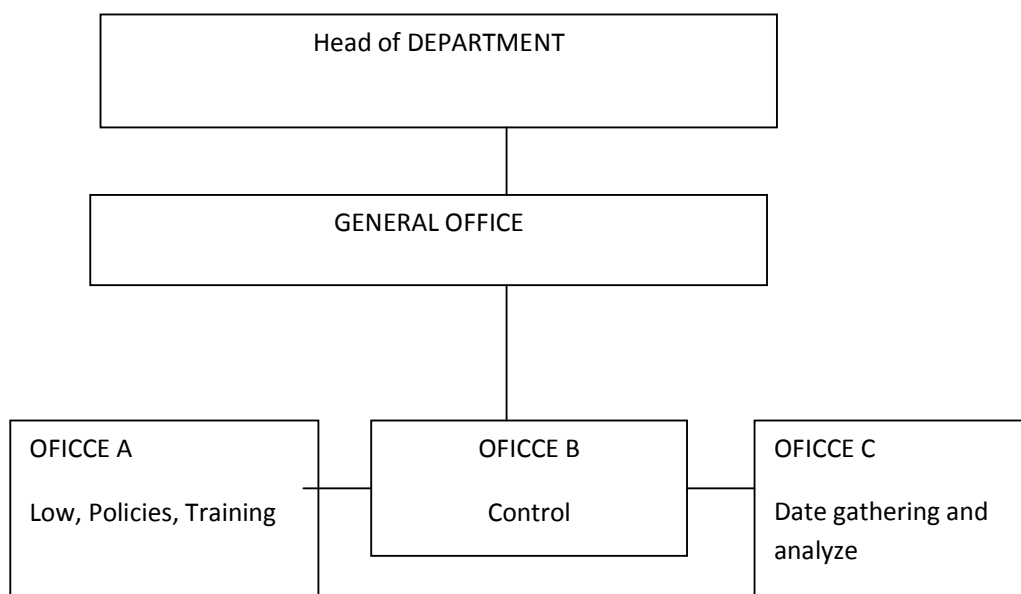 Head of DEPARTMENT
GENERAL OFFICE
OFICCE A
Low, Policies, Training
OFICCE B
Control
OFICCE C
Date gathering and
analyze